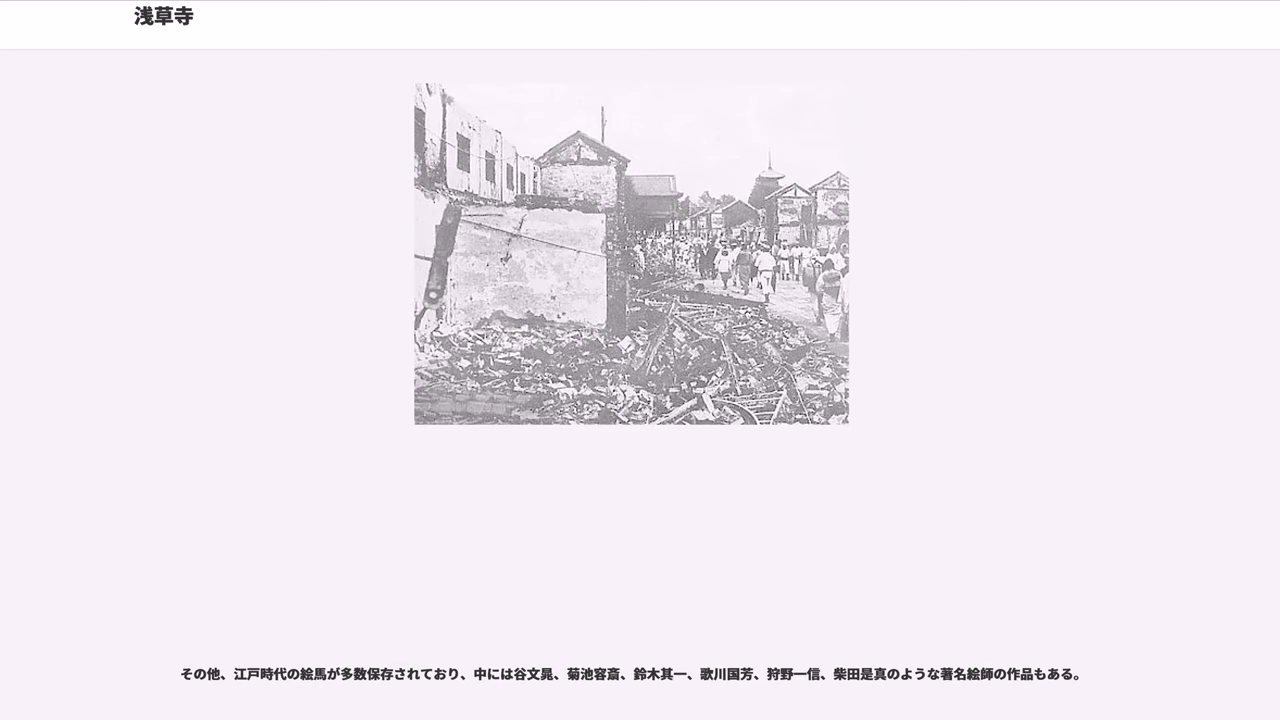 浅草寺
その他、江戸時代の絵馬が多数保存されており、中には谷文晁、菊池容斎、鈴木其一、歌川国芳、狩野一信、柴田是真のような著名絵師の作品もある。